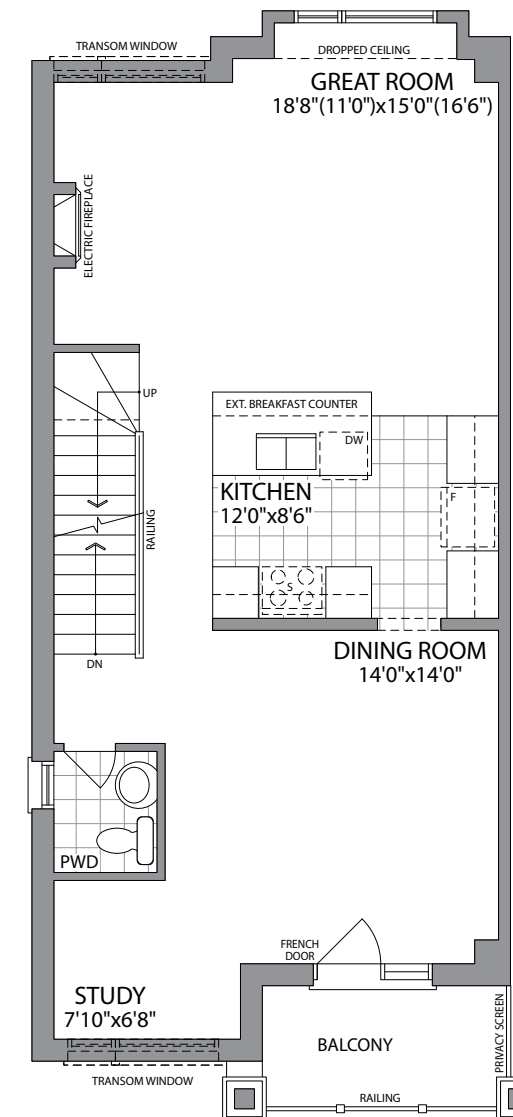 TRANSOM WINDOW
DROPPED CEILING
GREAT ROOM
18'8"(11'0")x15'0"(16'6")
ELECTRIC FIREPLACE
UP
EXT. BREAKFAST COUNTER
DW
KITCHEN
12'0"x8'6"
F
RAILING
S
DINING ROOM
14'0"x14'0"
DN
PWD
FRENCH
DOOR
STUDY
7'10"x6'8"
BALCONY
PRIVACY SCREEN
TRANSOM WINDOW
RAILING